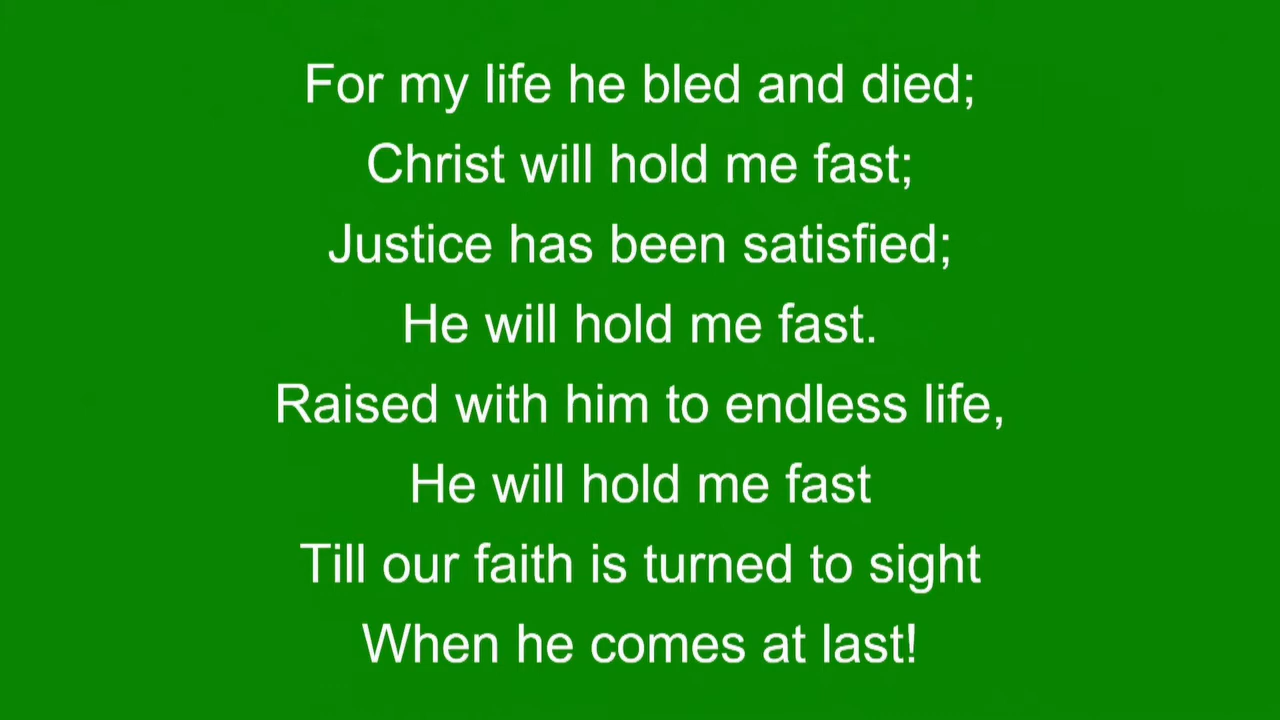 For my life he bled and died;
Christ will hold me fast;
Justice has been satisfied;
He will hold me fast.
Raised with him to endless life,
He will hold me fast
Till our faith is turned to sight
When he comes at last!